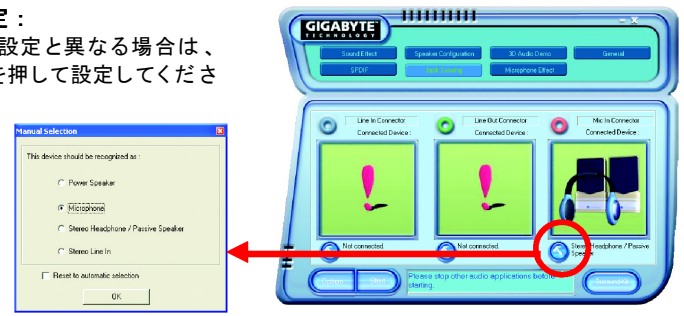 定：
設定と異なる場合は、
を押して設定してくださ
Manual Selection
This device should be recognized as :
Power Speaker
Microphone
Stereo Headphone / Passive Speaker
Stereo Line In
Reset to automatic selection
OK
GIGABYTE
TECHNOLOGY
Sound Effect
Speaker Configuration
3D Audio Demo
General
SPDIF
Jack Sensing
Microphone Effect
Line In Connector
Connected Device :
Line Out Connector
Connected Device :
Mic In Connector
Connected Device :
Not connected.
Not connected.
Stereo Headphone / Passive
Speaker
Option
Start
Please stop other audio applications before
starting.